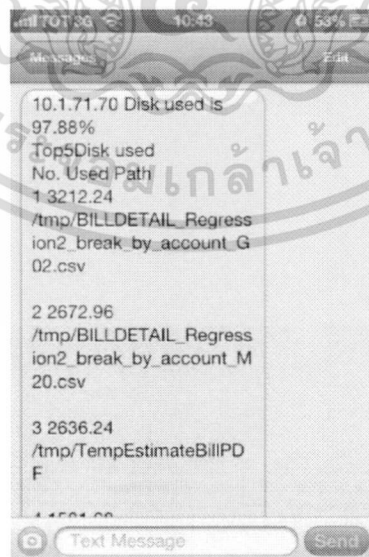 TOT 3G 10:43 53%
Messages Edit
10.1.71.70 Disk used is
97.88%
Top5Disk used
No. Used Path
1 3212.24
/tmp/BILLDETAIL_Regress
ion2_break_by_account_G
02.csv
2 2672.96
/tmp/BILLDETAIL_Regress
ion2_break_by_account_M
20.csv
3 2636.24
/tmp/TempEstimateBillPD
F
Text Message Send